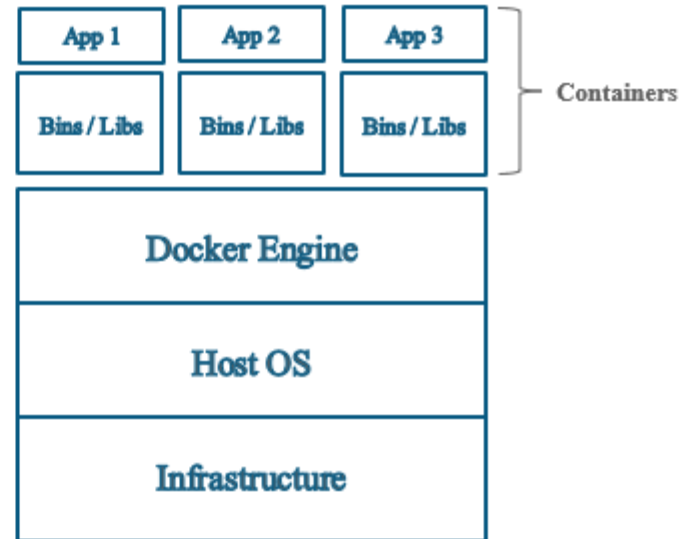 App 1
App 2
App 3
Containers
Bins / Libs
Bins / Libs
Bins / Libs
Docker Engine
Host OS
Infrastructure